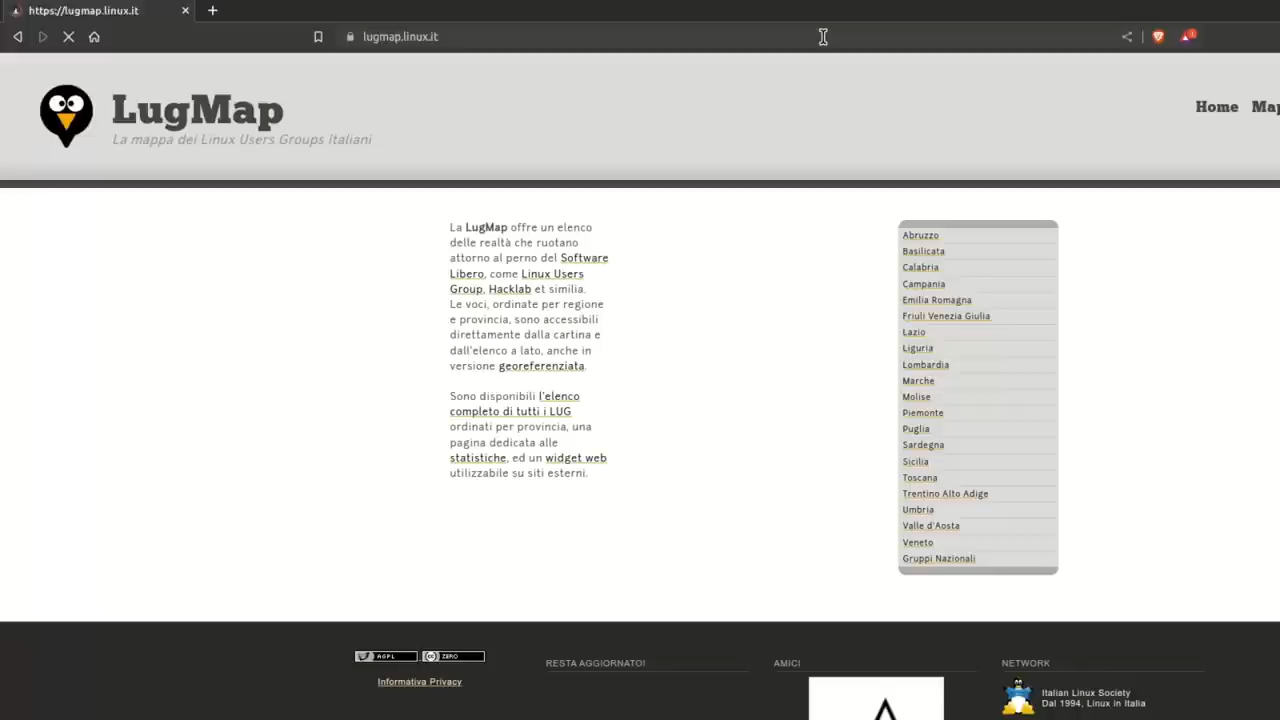 https://lugmap.linux.it
lugmap.linux.it
1
LugMap
La mappa dei Linux Users Groups Italiani
Home Map
La LugMap offre un elenco
delle realtà che ruotano
attorno al perno del Software
Libero, come Linux Users
Group, Hacklab et similia.
Le voci, ordinate per regione
e provincia, sono accessibili
direttamente dalla cartina e
dall'elenco a lato, anche in
versione georeferenziata.
Sono disponibili l'elenco
completo di tutti i LUG
ordinati per provincia, una
pagina dedicata alle
statistiche, ed un widget web
utilizzabile su siti esterni.
Abruzzo
Basilicata
Calabria
Campania
Emilia Romagna
Friuli Venezia Giulia
Lazio
Liguria
Lombardia
Marche
Molise
Piemonte
Puglia
Sardegna
Sicilia
Toscana
Trentino Alto Adige
Umbria
Valle d'Aosta
Veneto
Gruppi Nazionali
AGPL
CC ZERO
Informativa Privacy
RESTA AGGIORNATO!
AMICI
NETWORK
Italian Linux Society
Dal 1994, Linux in Italia